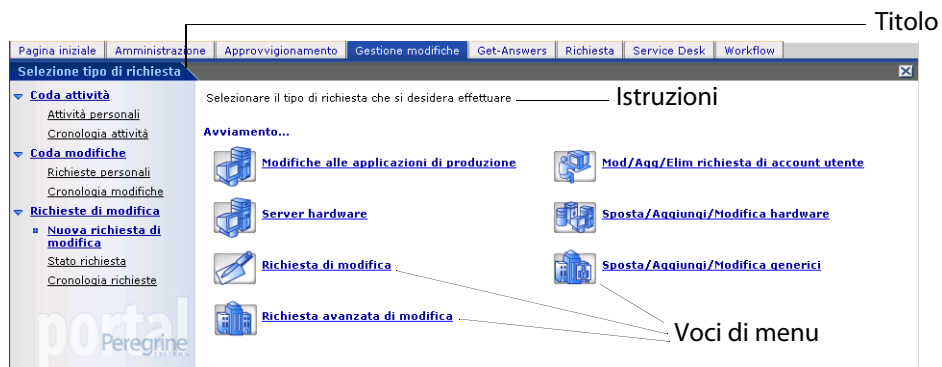 Titolo
Pagina iniziale Amministrazione Approvvigionamento Gestione modifiche Get-Answers Richiesta Service Desk Workflow
Selezione tipo di richiesta
Coda attività
Attività personali
Cronologia attività
Coda modifiche
Richieste personali
Cronologia modifiche
Richieste di modifica
Nuova richiesta di
modifica
Stato richiesta
Cronologia richieste
portal
Peregrine
SYSTEMS
Selezionare il tipo di richiesta che si desidera effettuare
Istruzioni
Avviamento...
Modifiche alle applicazioni di produzione
Mod/Agg/Elim richiesta di account utente
Server hardware
Sposta/Aggiungi/Modifica hardware
Richiesta di modifica
Sposta/Aggiungi/Modifica generici
Richiesta avanzata di modifica
Voci di menu